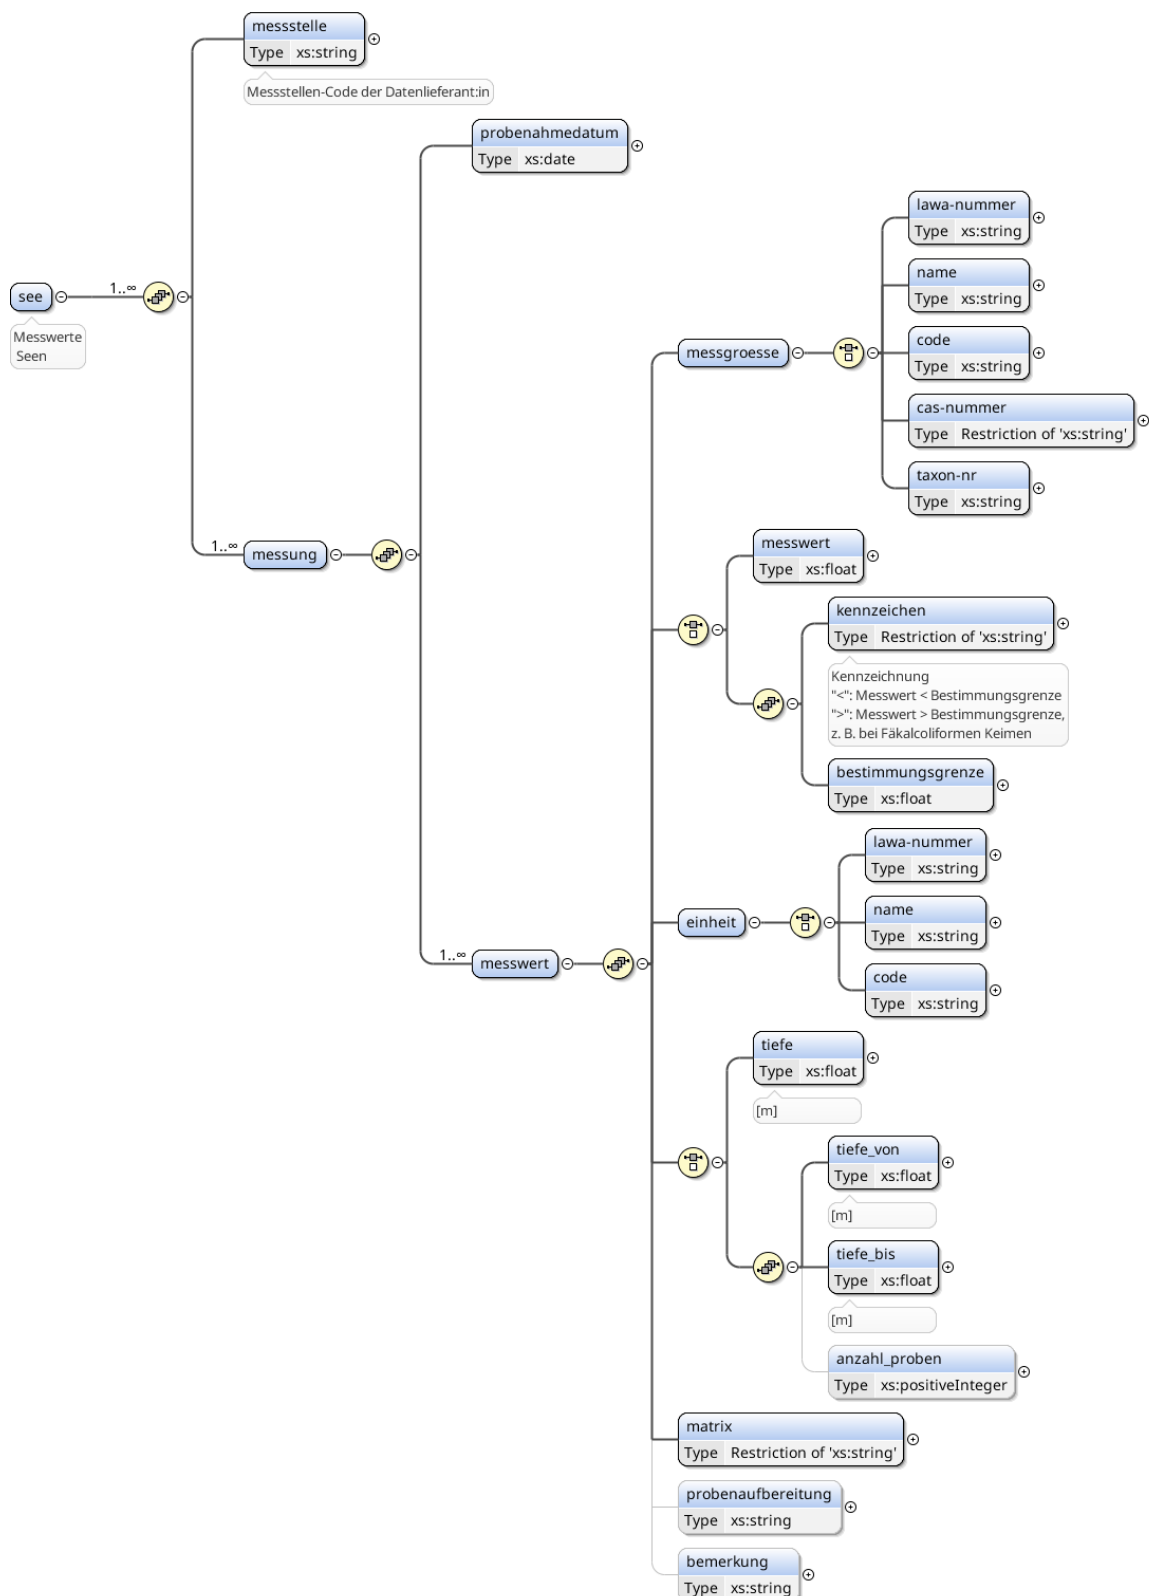 messstelle
Type xs:string
Messstellen-Code der Datenlieferant:in
probenahmedatum
Type xs:date
lawa-nummer
Type xs:string
name
Type xs:string
see
1..∞
Messwerte
Seen
code
Type xs:string
messgroesse
cas-nummer
Type Restriction of 'xs:string'
taxon-nr
Type xs:string
1..∞
messung
messwert
Type xs:float
kennzeichen
Type Restriction of 'xs:string'
Kennzeichnung
"<": Messwert < Bestimmungsgrenze
">": Messwert > Bestimmungsgrenze,
z. B. bei Fäkalcoliformen Keimen
bestimmungsgrenze
Type xs:float
lawa-nummer
Type xs:string
einheit
name
Type xs:string
1..∞
messwert
code
Type xs:string
tiefe
Type xs:float
[m]
tiefe_von
Type xs:float
[m]
tiefe_bis
Type xs:float
[m]
anzahl_proben
Type xs:positiveInteger
matrix
Type Restriction of 'xs:string'
probenaufbereitung
Type xs:string
bemerkung
Type xs:string